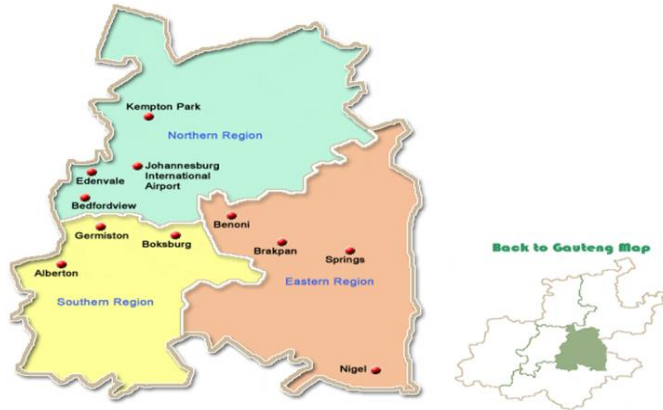 Kempton Park
Northern Region
Johannesburg
International
Airport
Edenvale
Bedfordview
Germiston
Boksburg
Alberton
Southern Region
Benoni
Brakpan
Springs
Eastern Region
Nigel
Back to Gauteng Map